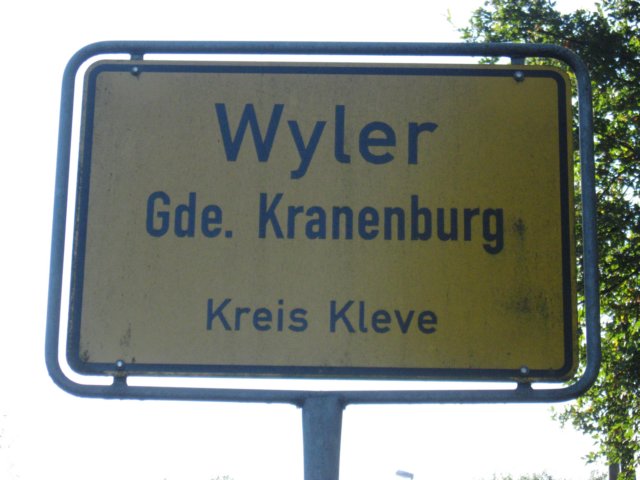 Wyler
Gde. Kranenburg
Kreis Kleve